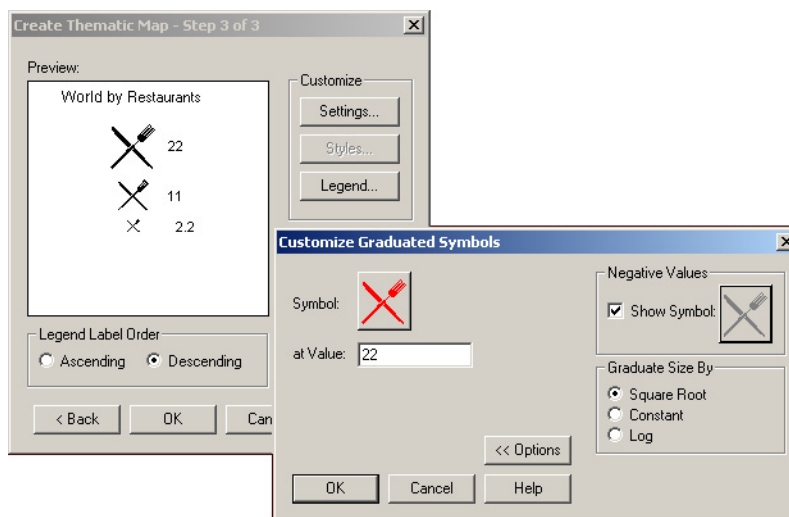 Create Thematic Map - Step 3 of 3
Preview:
World by Restaurants
22
11
2.2
Customize
Settings...
Styles...
Legend...
Legend Label Order
Ascending Descending
< Back OK Can
Customize Graduated Symbols
Symbol:
at Value: 22
Negative Values
Show Symbol:
Graduate Size By
Square Root
Constant
Log
<< Options
OK Cancel Help